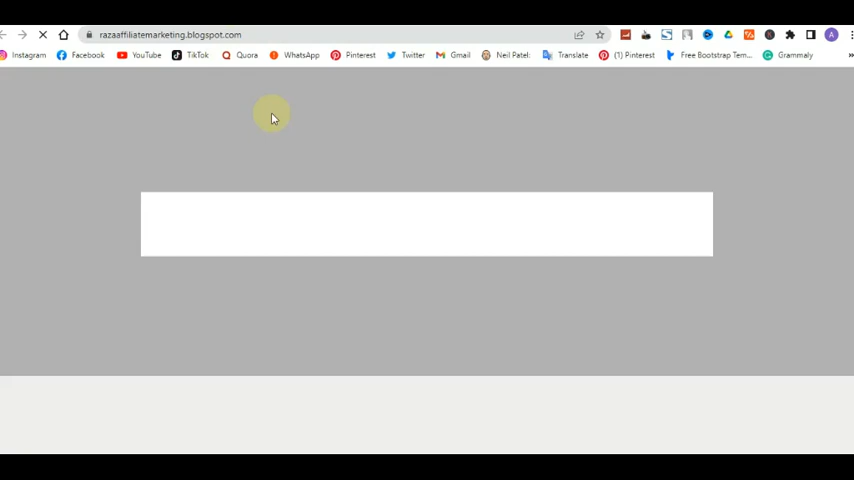 razaaffiliatemarketing.blogspot.com
Instagram Facebook YouTube TikTok Quora WhatsApp Pinterest Twitter Gmail Neil Patel: Translate (1) Pinterest Free Bootstrap Tem... Grammaly »
A